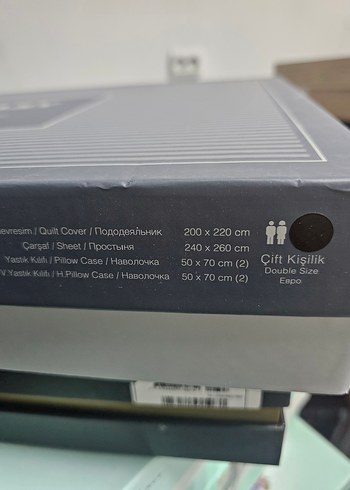 evresim / Quilt Cover / Пододеяльник 200 x 220 cm
Çarşaf / Sheet / Простыня 240 x 260 cm
Yastık Kılıfı / Pillow Case / Наволочка 50 x 70 cm (2)
V.Yastık Kılıfı / H.Pillow Case / Наволочка 50 x 70 cm (2)
Çift Kişilik
Double Size
Евро